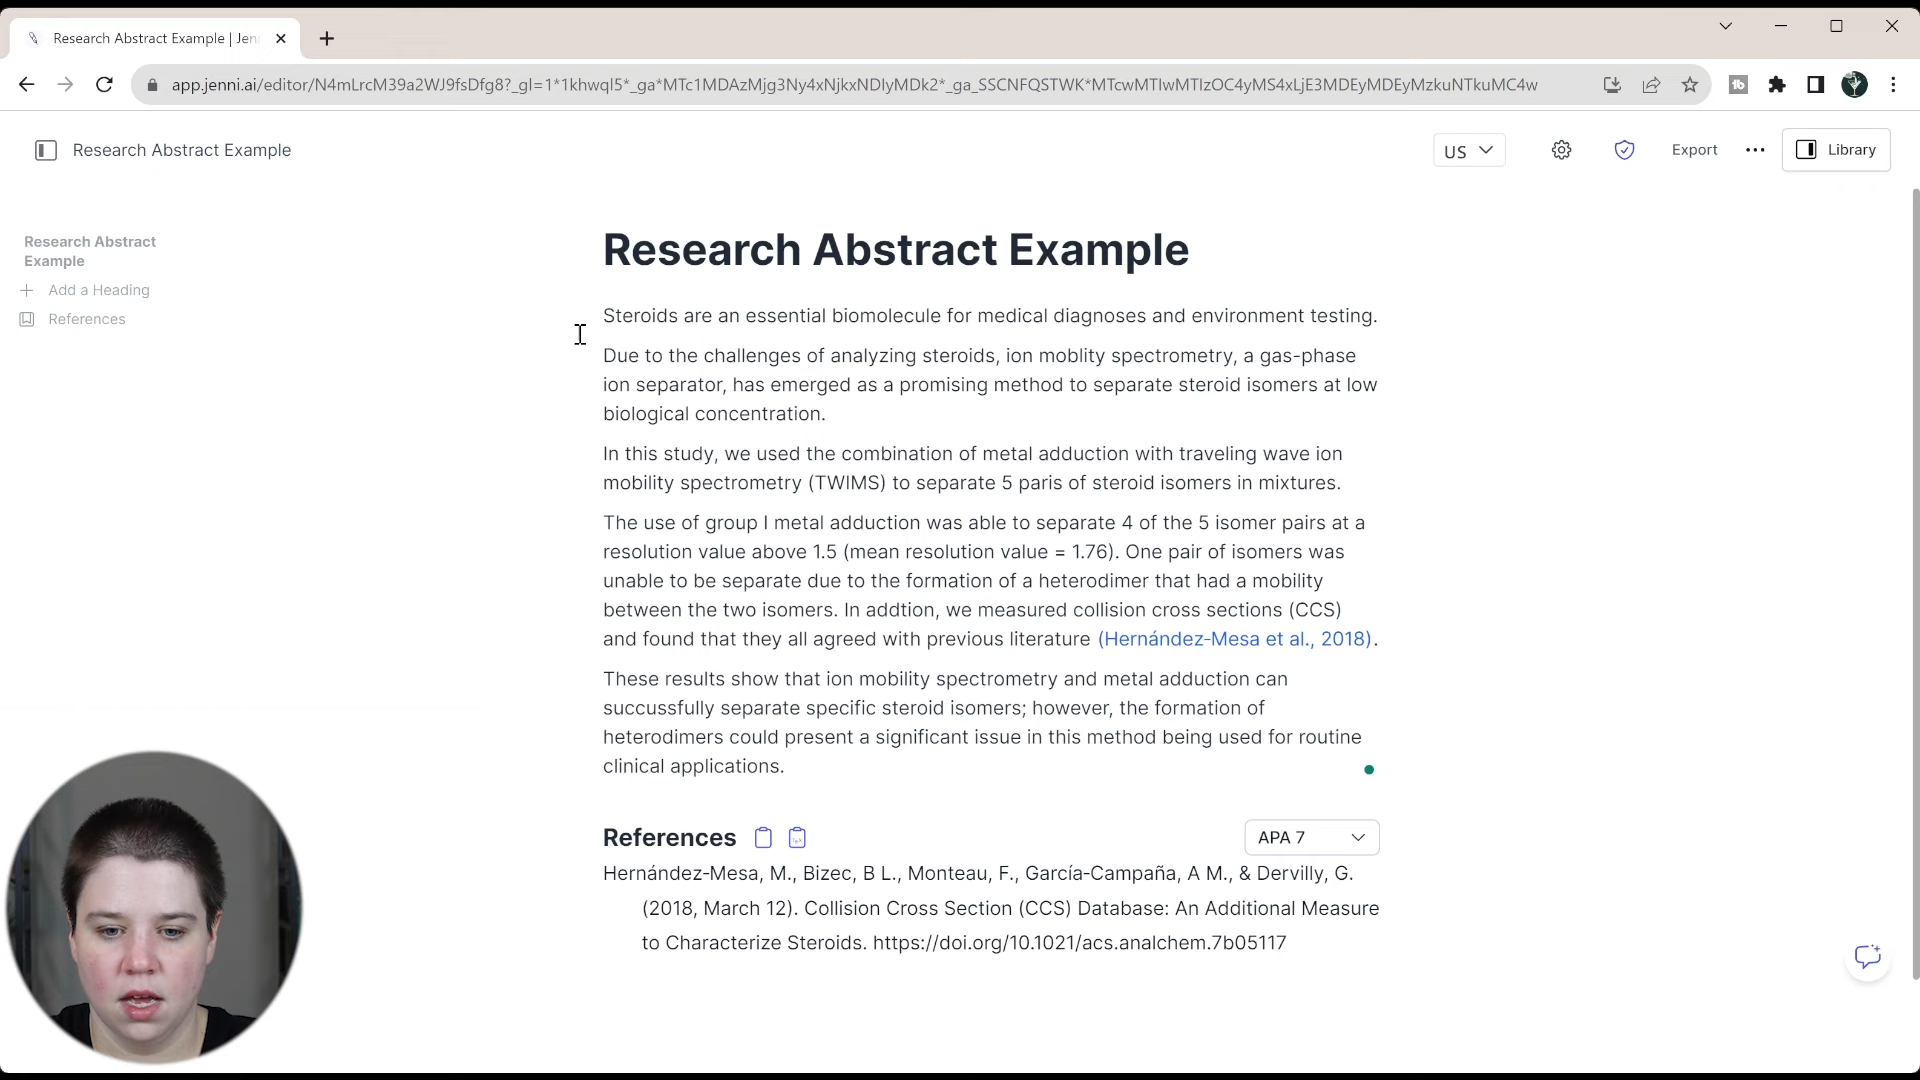 Research Abstract Example | Jen
app.jenni.ai/editor/N4mLrcM39a2WJ9fsDfg8?_gl=1*1khwql5*_ga*MTc1MDAzMjg3Ny4xNjkxNDIyMDk2*_ga_SSCNFQSTWK*MTcwMTIwMTIzOC4yMS4xLjE3MDEyMDEyMzkuNTkuMC4w
Research Abstract Example
US
Export
Library
Research Abstract
Example
Add a Heading
References
Research Abstract Example
Steroids are an essential biomolecule for medical diagnoses and environment testing.
Due to the challenges of analyzing steroids, ion moblity spectrometry, a gas-phase
ion separator, has emerged as a promising method to separate steroid isomers at low
biological concentration.
In this study, we used the combination of metal adduction with traveling wave ion
mobility spectrometry (TWIMS) to separate 5 paris of steroid isomers in mixtures.
The use of group I metal adduction was able to separate 4 of the 5 isomer pairs at a
resolution value above 1.5 (mean resolution value = 1.76). One pair of isomers was
unable to be separate due to the formation of a heterodimer that had a mobility
between the two isomers. In addtion, we measured collision cross sections (CCS)
and found that they all agreed with previous literature (Hernández-Mesa et al., 2018).
These results show that ion mobility spectrometry and metal adduction can
succussfully separate specific steroid isomers; however, the formation of
heterodimers could present a significant issue in this method being used for routine
clinical applications.
References
APA 7
Hernández-Mesa, M., Bizec, B L., Monteau, F., García-Campaña, A M., & Dervilly, G.
(2018, March 12). Collision Cross Section (CCS) Database: An Additional Measure
to Characterize Steroids. https://doi.org/10.1021/acs.analchem.7b05117